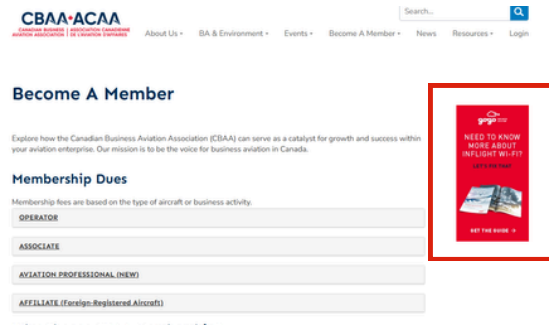 CBAA•ACAA
CANADIAN BUSINESS | ASSOCIATION CANADIENNE
AVIATION ASSOCIATION | DE L'AVIATION D'AFFAIRES
Search...
About Us
BA & Environment
Events
Become A Member
News
Resources
Login
Become A Member
Explore how the Canadian Business Aviation Association (CBAA) can serve as a catalyst for growth and success within
your aviation enterprise. Our mission is to be the voice for business aviation in Canada.
Membership Dues
Membership fees are based on the type of aircraft or business activity.
OPERATOR
ASSOCIATE
AVIATION PROFESSIONAL (NEW)
AFFILIATE (Foreign-Registered Aircraft)
gogo
NEED TO KNOW
MORE ABOUT
INFLIGHT WI-FI?
LET'S FIX THAT
GET THE GUIDE →